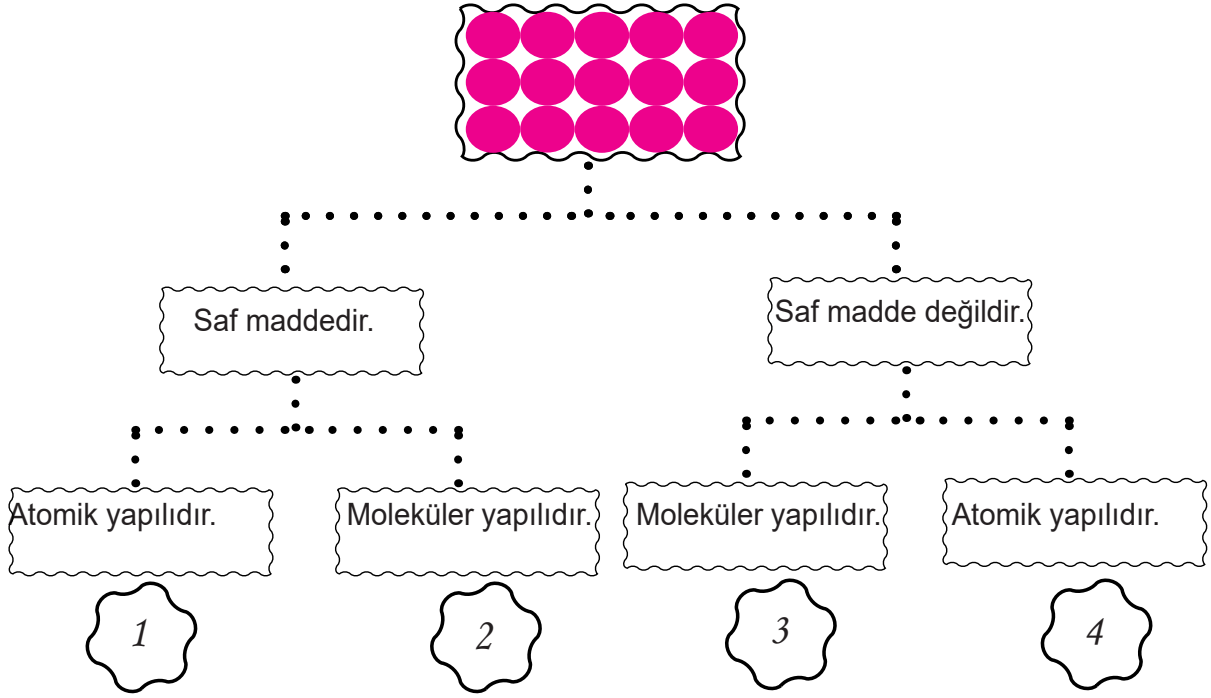 Saf maddedir.
Saf madde değildir.
Atomik yapılıdır.
Moleküler yapılıdır.
Moleküler yapılıdır.
Atomik yapılıdır.
1
2
3
4